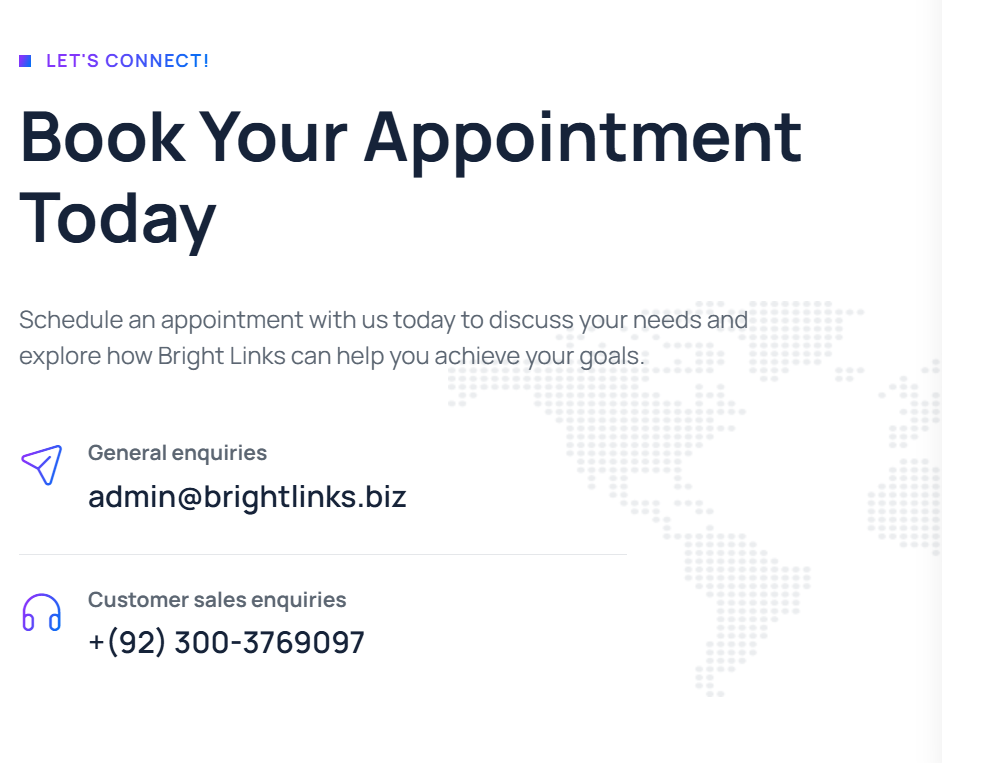 LET'S CONNECT!
Book Your Appointment
Today
Schedule an appointment with us today to discuss your needs and
explore how Bright Links can help you achieve your goals.
General enquiries
admin@brightlinks.biz
Customer sales enquiries
+(92) 300-3769097